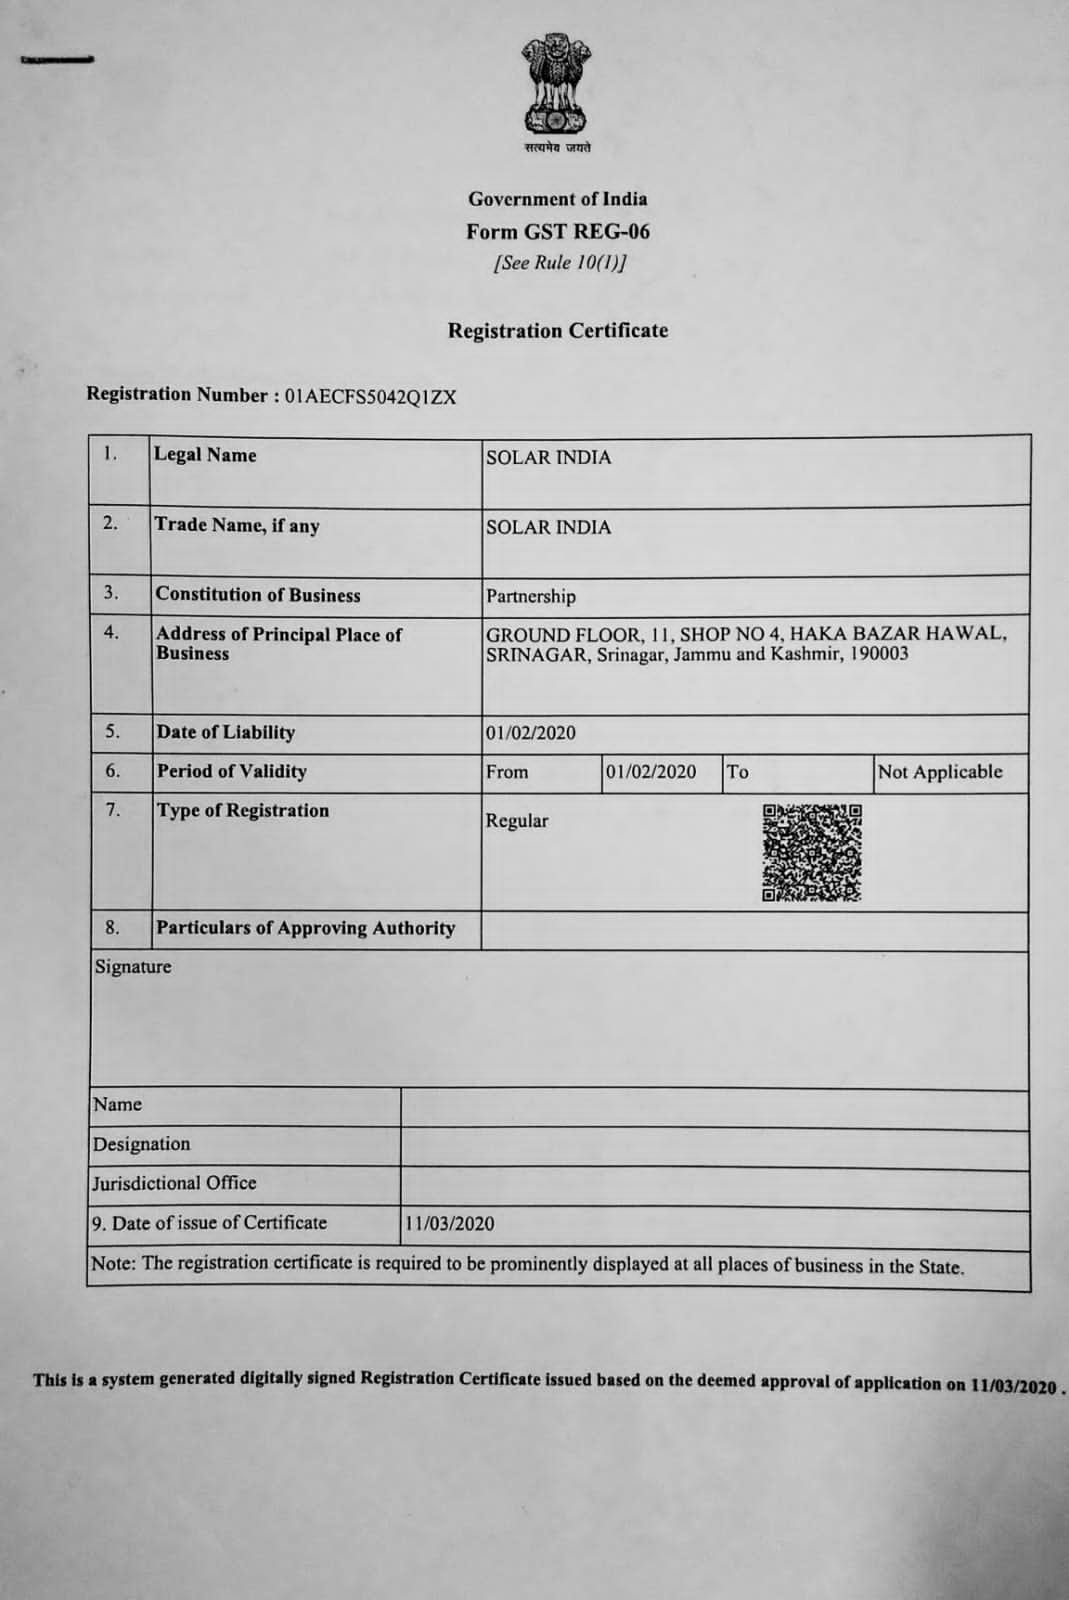 सत्यमेव जयते
Government of India
Form GST REG-06
[See Rule 10(1)]
Registration Certificate
Registration Number : 01AECFS5042Q1ZX
1. Legal Name SOLAR INDIA
2. Trade Name, if any SOLAR INDIA
3. Constitution of Business Partnership
4. Address of Principal Place of Business GROUND FLOOR, 11, SHOP NO 4, HAKA BAZAR HAWAL,
SRINAGAR, Srinagar, Jammu and Kashmir, 190003
5. Date of Liability 01/02/2020
6. Period of Validity From 01/02/2020 To Not Applicable
7. Type of Registration Regular
8. Particulars of Approving Authority
Signature
Name
Designation
Jurisdictional Office
9. Date of issue of Certificate 11/03/2020
Note: The registration certificate is required to be prominently displayed at all places of business in the State.
This is a system generated digitally signed Registration Certificate issued based on the deemed approval of application on 11/03/2020 .